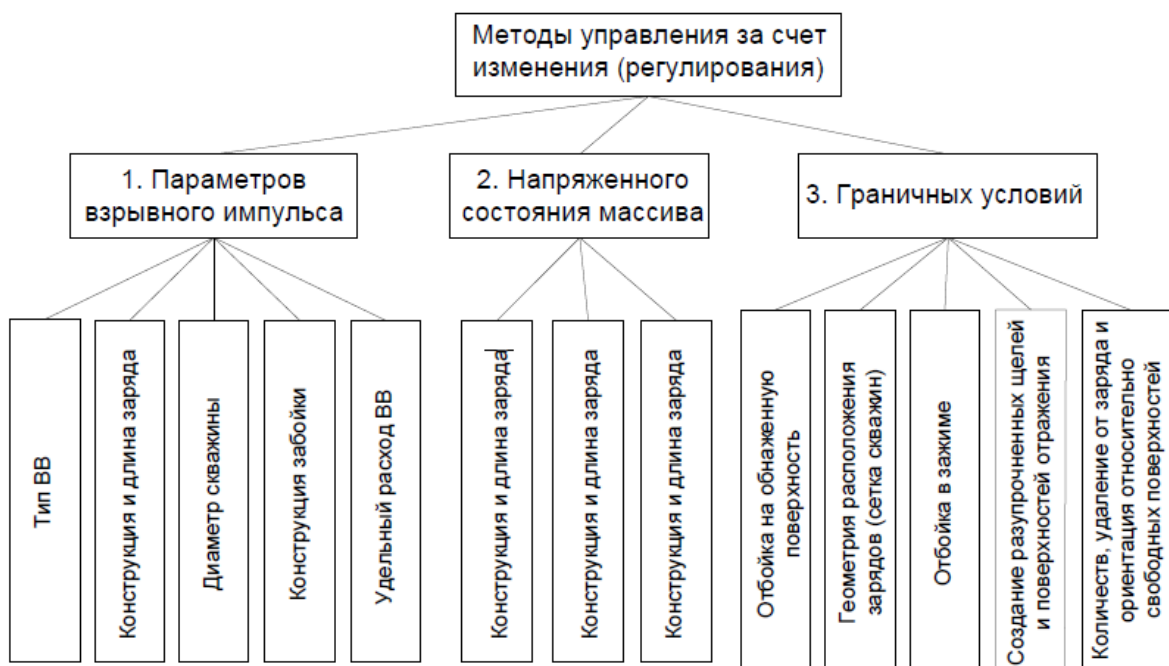 Методы управления за счет
изменения (регулирования)
1. Параметров
взрывного импульса
2. Напряженного
состояния массива
3. Граничных условий
Тип ВВ
Конструкция и длина заряда
Диаметр скважины
Конструкция забойки
Удельный расход ВВ
Конструкция и длина заряда
Конструкция и длина заряда
Конструкция и длина заряда
Отбойка на обнаженную
поверхность
Геометрия расположения
зарядов (сетка скважин)
Отбойка в зажиме
Создание разупрочненных щелей
и поверхностей отражения
Количеств, удаление от заряда и
ориентация относительно
свободных поверхностей